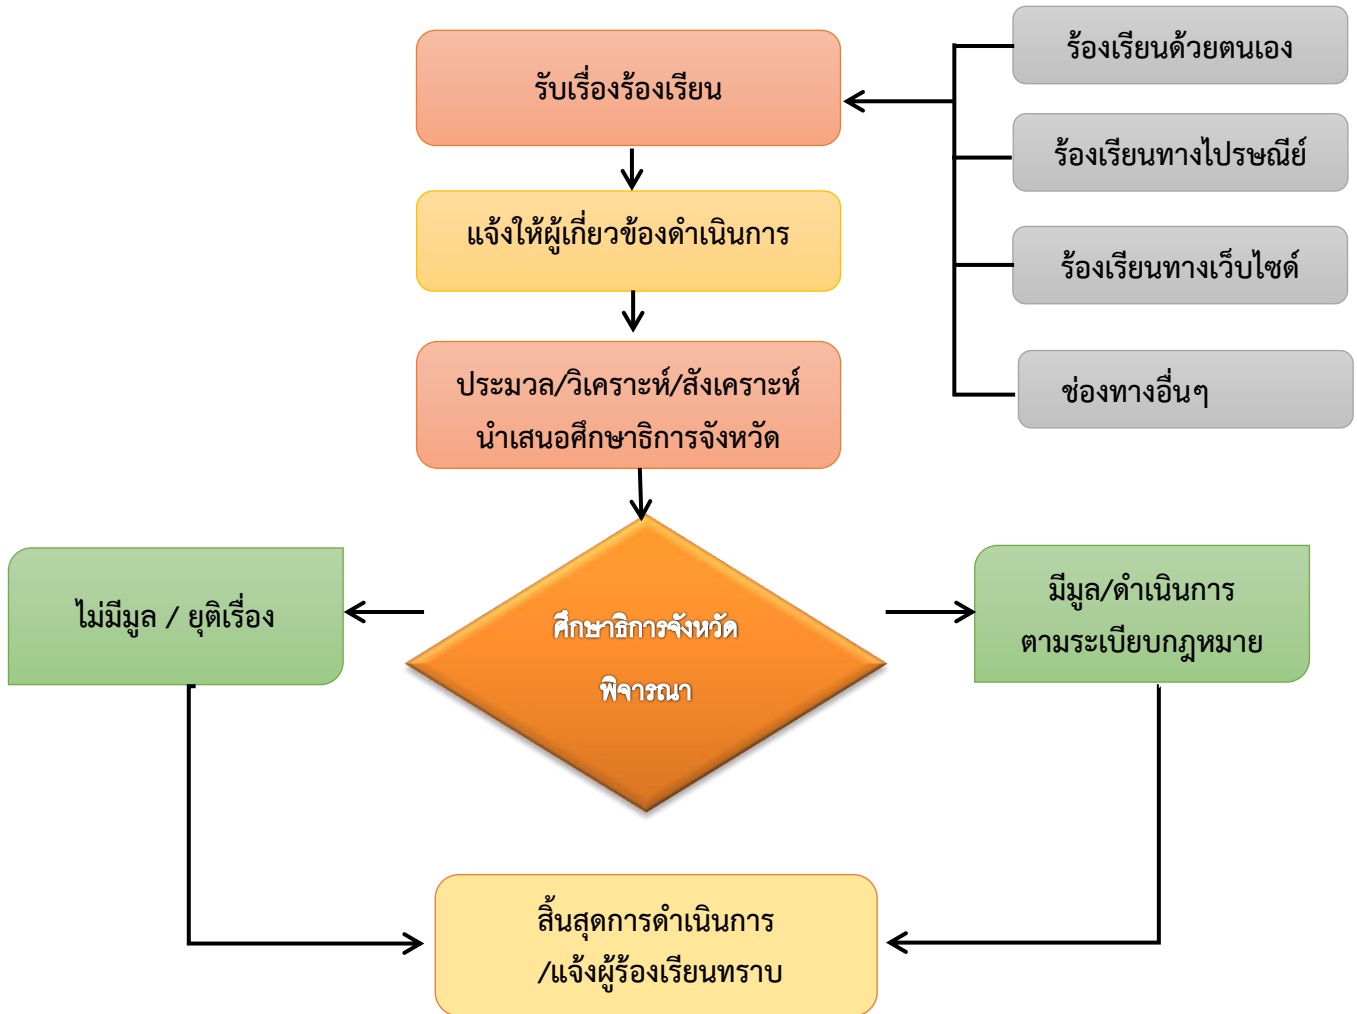 รับเรื่องร้องเรียน
ร้องเรียนด้วยตนเอง
ร้องเรียนทางไปรษณีย์
ร้องเรียนทางเว็บไซด์
ช่องทางอื่นๆ
แจ้งให้ผู้เกี่ยวข้องดำเนินการ
ประมวล/วิเคราะห์/สังเคราะห์
นำเสนอศึกษาธิการจังหวัด
ศึกษาธิการจังหวัด
พิจารณา
ไม่มีมูล / ยุติเรื่อง
มีมูล/ดำเนินการ
ตามระเบียบกฎหมาย
สิ้นสุดการดำเนินการ
/แจ้งผู้ร้องเรียนทราบ